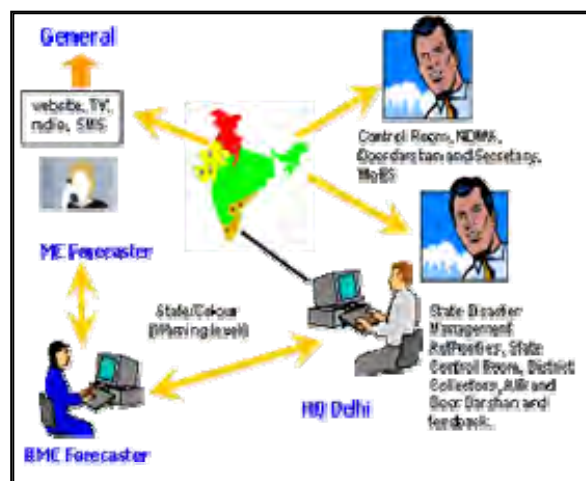 General
website, TV,
radio, SMS
Control Room, NDMA,
Doordarshan and Secretary,
MoES
MC Forecaster
State/Colour
(Warning level)
State Disaster
Management
Authorities, State
Control Room, District
Collectors, AIR and
Door Darshan and
feedback.
HQ Delhi
RMC Forecaster